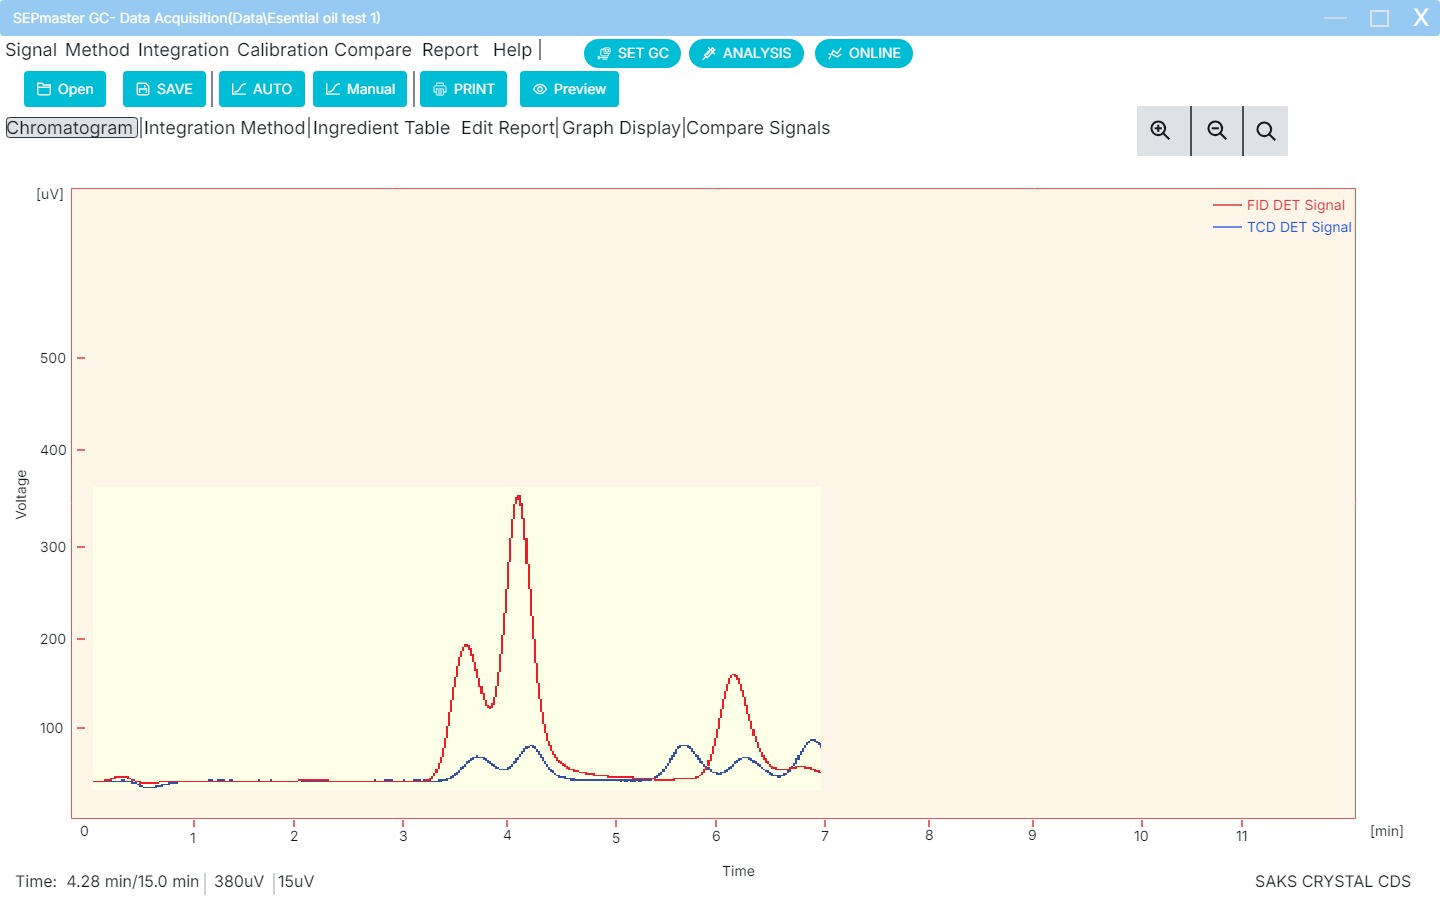 SEPmaster GC- Data Acquisition(Data\Esential oil test 1)
X
Signal Method Integration Calibration Compare Report Help | SET GC ANALYSIS ONLINE
Open SAVE AUTO Manual PRINT Preview
Chromatogram|Integration Method|Ingredient Table Edit Report|Graph Display|Compare Signals
[uV]
FID DET Signal
TCD DET Signal
500
400
Voltage
300
200
100
0 1 2 3 4 5 6 7 8 9 10 11 [min]
Time
Time: 4.28 min/15.0 min | 380uV | 15uV
SAKS CRYSTAL CDS